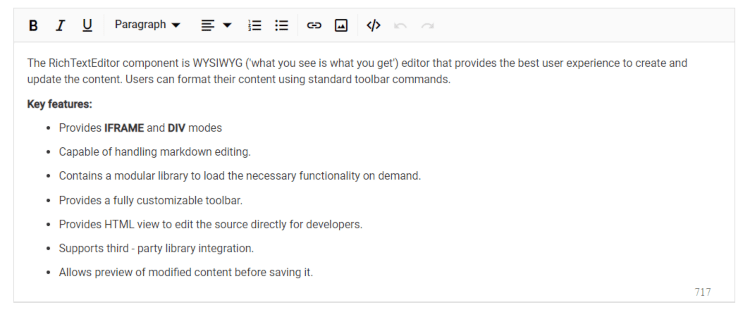 B I U Paragraph
The RichTextEditor component is WYSIWYG ('what you see is what you get') editor that provides the best user experience to create and
update the content. Users can format their content using standard toolbar commands.
Key features:
• Provides IFRAME and DIV modes
• Capable of handling markdown editing.
• Contains a modular library to load the necessary functionality on demand.
• Provides a fully customizable toolbar.
• Provides HTML view to edit the source directly for developers.
• Supports third - party library integration.
• Allows preview of modified content before saving it.
717